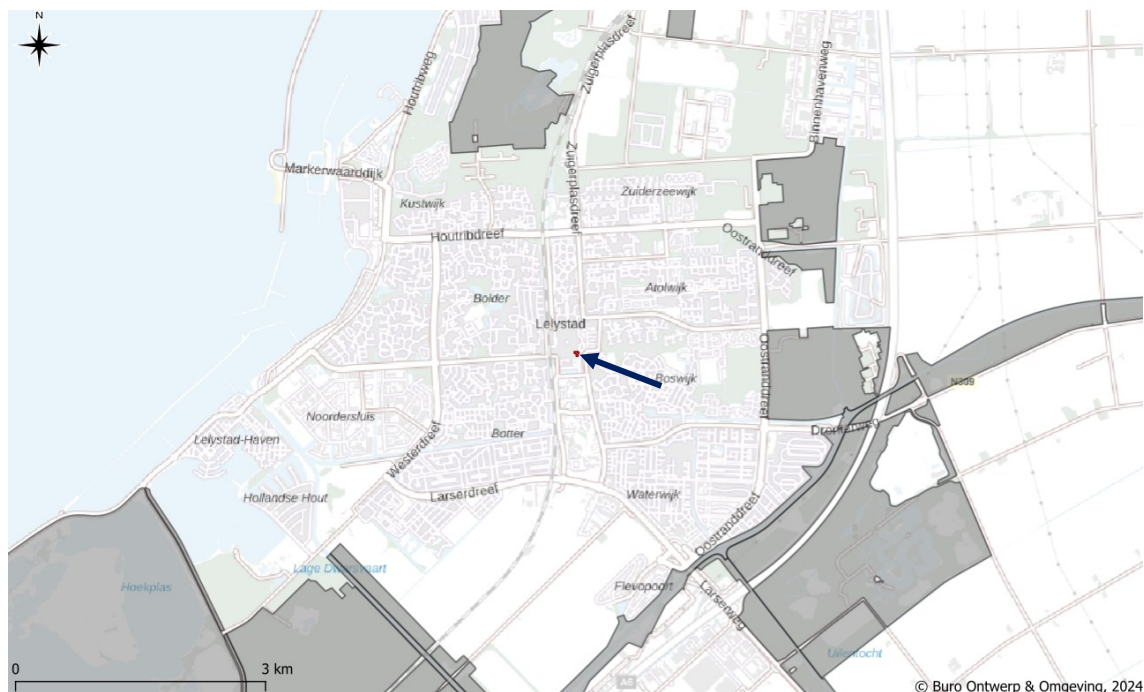 N
Houtribweg
Zuigerplasdreef
Binnenhavenweg
Markerwaarddijk
Zuigerplasdreef
Zuiderzeewijk
Kustwijk
Houtribdreef
Oostranddreef
Atolwijk
Bolder
Lelystad
Oostranddreef
Boswijk
N309
Noordersluis
Dronterweg
Botter
Lelystad-Haven
Westerdreef
Hollandse Hout
Larserdreef
Waterwijk
Oostranddreef
Lage Dwarsvaart
Hoekplas
Flevopoort
Larserweg
Uilentocht
0 3 km
A6
© Buro Ontwerp & Omgeving, 2024